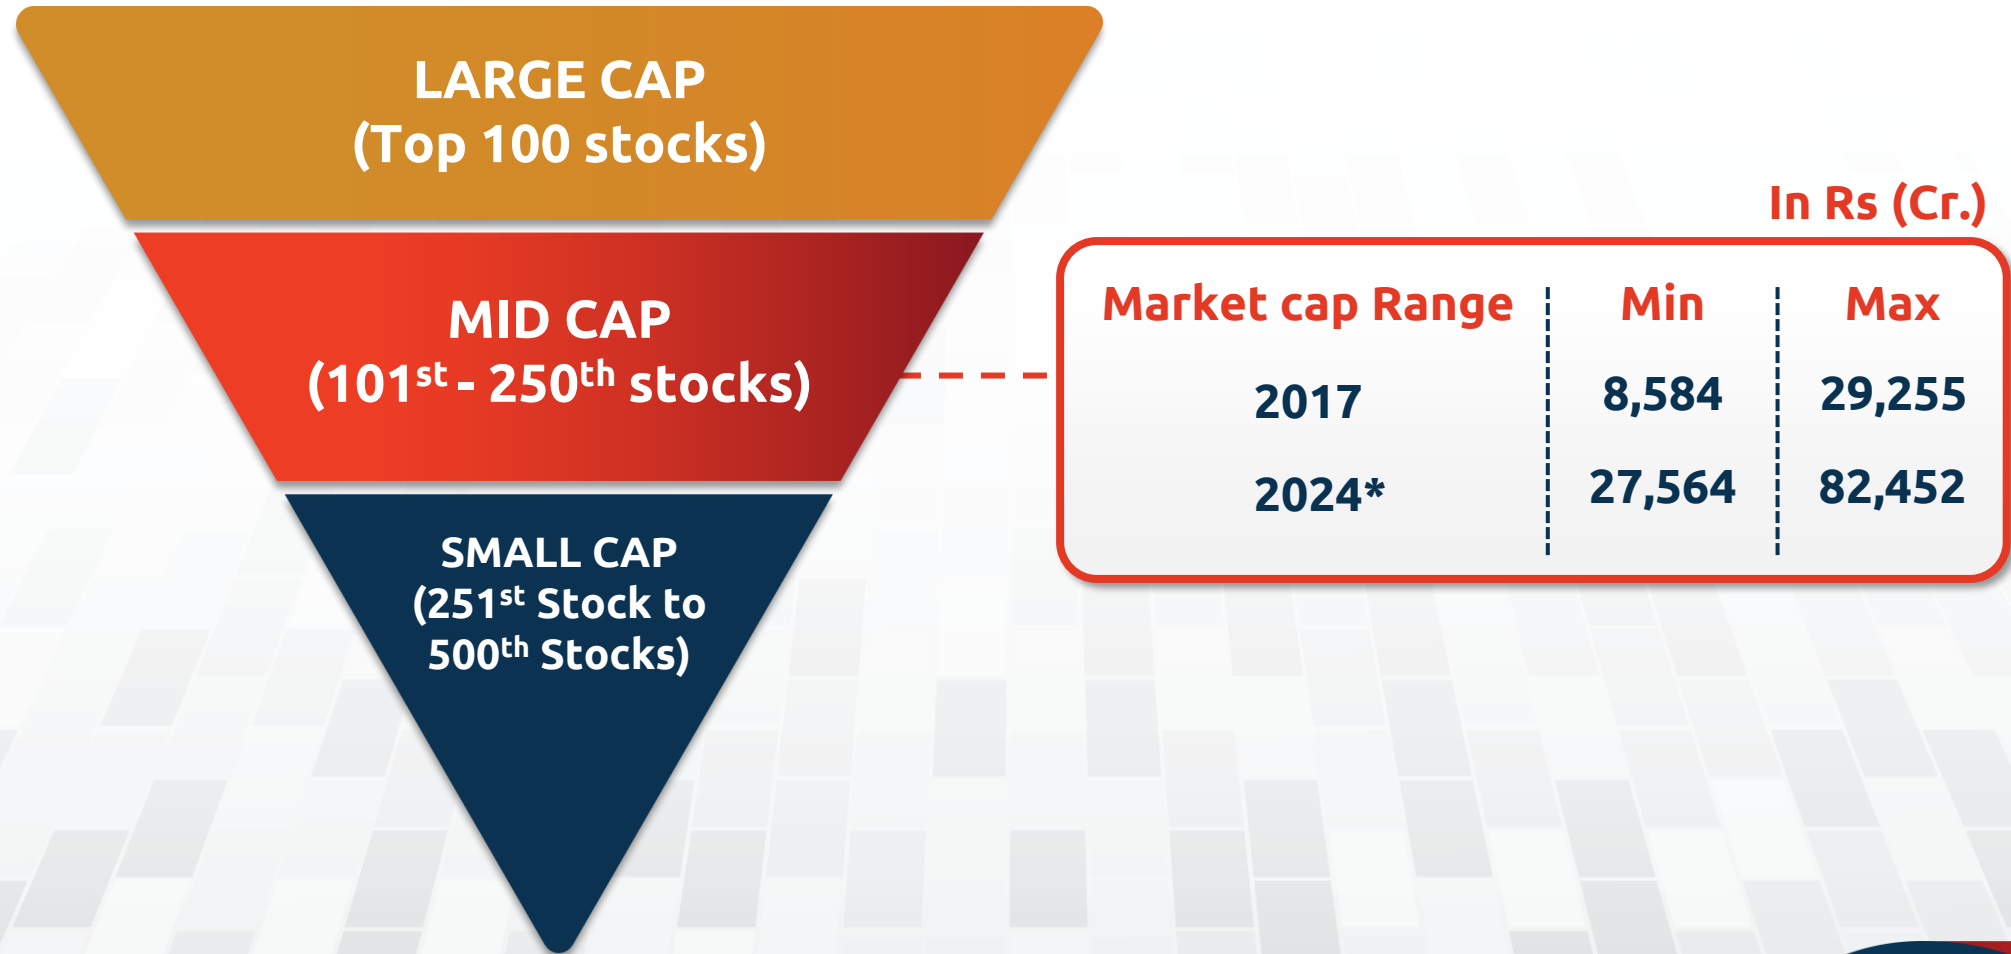 LARGE CAP
(Top 100 stocks)
MID CAP
(101st - 250th stocks)
SMALL CAP
(251st Stock to
500th Stocks)
In Rs (Cr.)
Market cap Range Min Max
2017 8,584 29,255
2024* 27,564 82,452